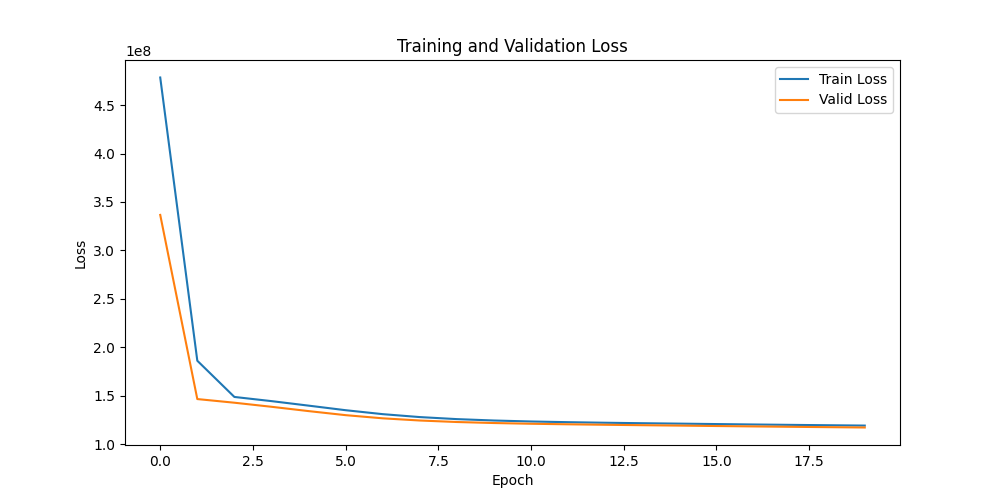 Training and Validation Loss
1e8
Train Loss
Valid Loss
4.5
4.0
3.5
3.0
2.5
2.0
1.5
1.0
Loss
0.0 2.5 5.0 7.5 10.0 12.5 15.0 17.5
Epoch